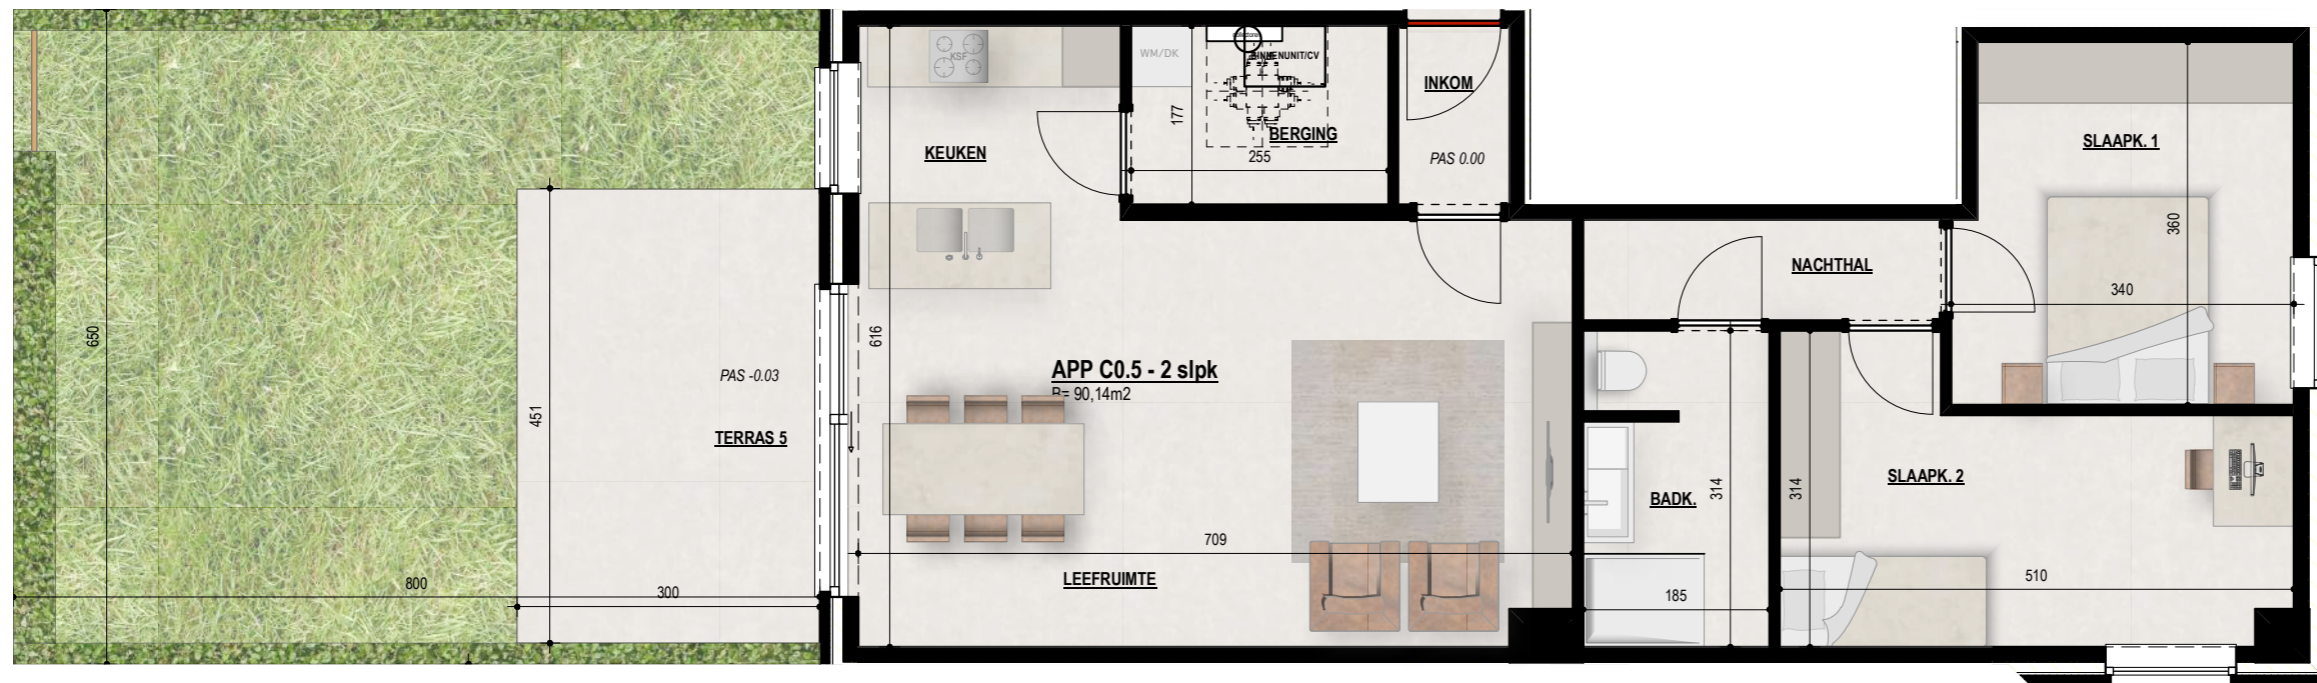 KSF
WM/DK
BINNENUNIT/CV
INKOM
KEUKEN
177
BERGING
255
PAS 0.00
SLAAPK. 1
360
NACHTHAL
340
650
616
APP C0.5 - 2 slpk
B= 90,14m2
PAS -0.03
451
TERRAS 5
314
314
SLAAPK. 2
BADK.
709
LEEFRUIMTE
800
300
185
510